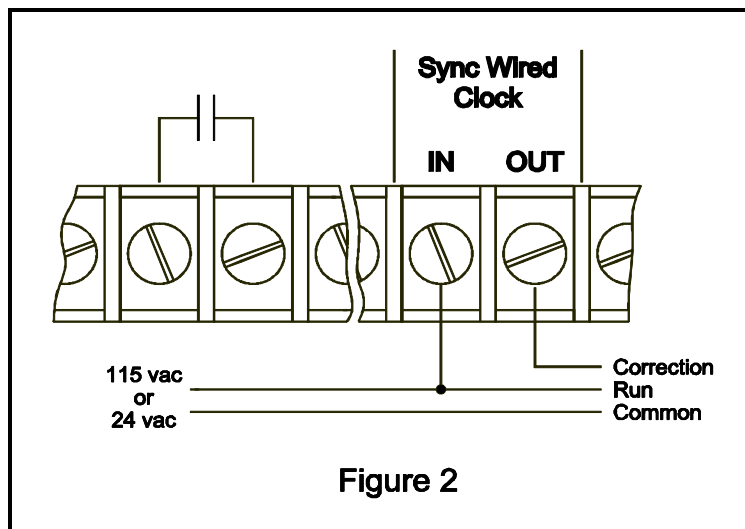 Sync Wired
Clock
IN OUT
115 vac
or
24 vac
Correction
Run
Common
Figure 2